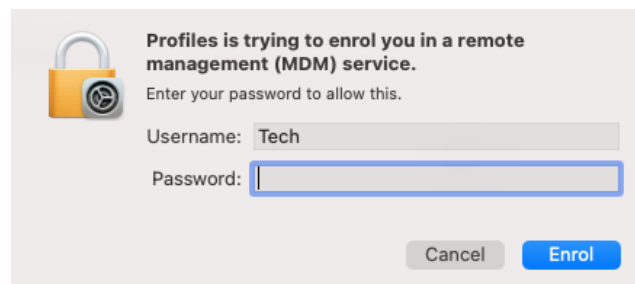 Profiles is trying to enrol you in a remote
management (MDM) service.
Enter your password to allow this.
Username: Tech
Password:
Cancel Enrol